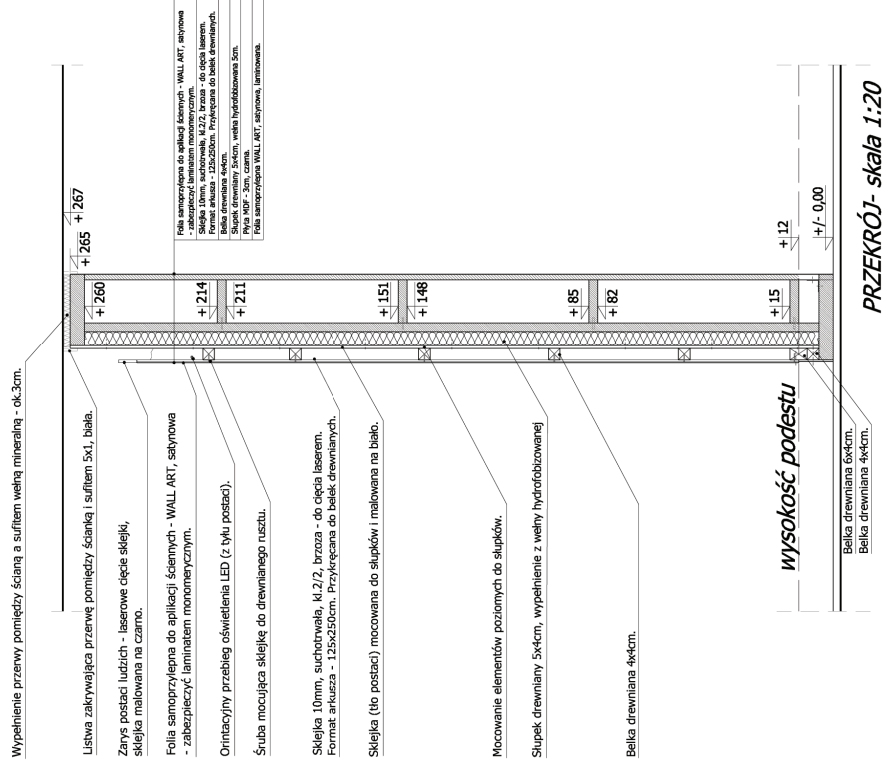 Wypełnienie przerwy pomiędzy ścianą a sufitem wełną mineralną - ok.3cm.
Listwa zakrywająca przerwę pomiędzy ścianką i sufitem 5x1, biała.
Zarys postaci ludzich - laserowe cięcie sklejki,
sklejka malowana na czarno.
Folia samoprzylepna do aplikacji ściennych - WALL ART, satynowa
- zabezpieczyć laminatem monomerycznym.
Orintacyjny przebieg oświetlenia LED (z tyłu postaci).
Śruba mocująca sklejkę do drewnianego rusztu.
Sklejka 10mm, suchotrwała, kl.2/2, brzoza - do cięcia laserem.
Format arkusza - 125x250cm. Przykręcana do belek drewnianych.
Sklejka (tło postaci) mocowana do słupków i malowana na biało.
Mocowanie elementów poziomych do słupków.
Słupek drewniany 5x4cm, wypełnienie z wełny hydrofobizowanej
Belka drewniana 4x4cm.
wysokość podestu
Belka drewniana 6x4cm.
Belka drewniana 4x4cm.
+267
+265
+260
+214
+211
+151
+148
+85
+82
+15
+12
+/- 0,00
Folia samoprzylepna do aplikacji ściennych - WALL ART, satynowa
- zabezpieczyć laminatem monomerycznym.
Sklejka 10mm, suchotrwała, kl.2/2, brzoza - do cięcia laserem.
Format arkusza - 125x250cm. Przykręcana do belek drewnianych.
Belka drewniana 4x4cm.
Słupek drewniany 5x4cm, wełna hydrofobizowana 5cm.
Płyta MDF - 3cm, czarna.
Folia samoprzylepna WALL ART, satynowa, laminowana.
PRZEKRÓJ- skala 1:20